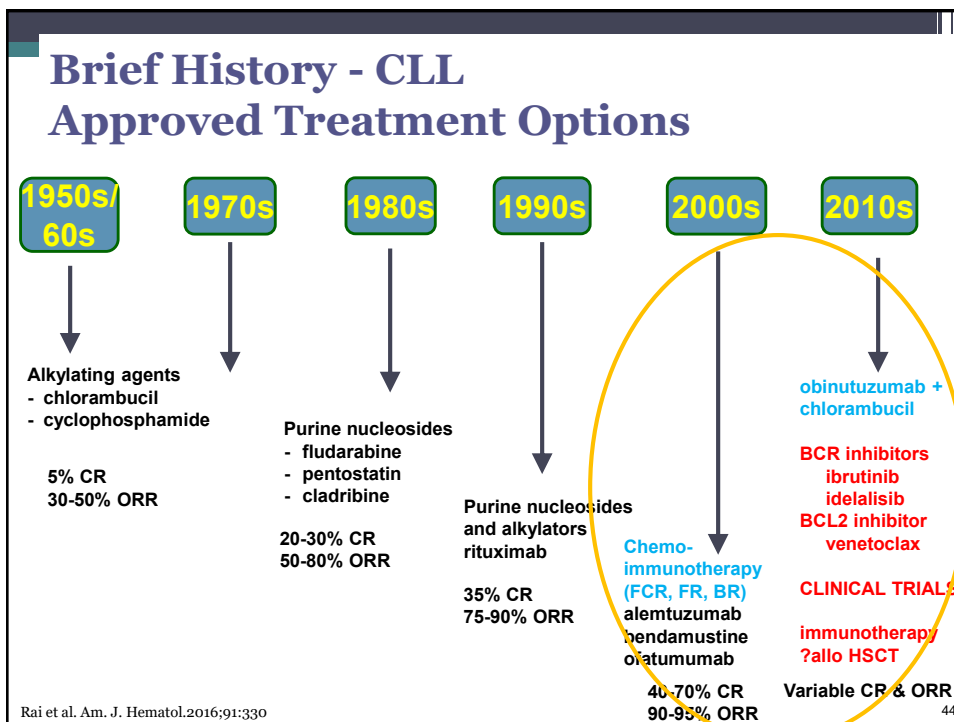 Brief History - CLL
Approved Treatment Options
1950s/
60s
1970s
1980s
1990s
2000s
2010s
Alkylating agents
- chlorambucil
- cyclophosphamide
5% CR
30-50% ORR
Purine nucleosides
- fludarabine
- pentostatin
- cladribine
20-30% CR
50-80% ORR
Purine nucleosides
and alkylators
rituximab
35% CR
75-90% ORR
Chemo-
immunotherapy
(FCR, FR, BR)
alemtuzumab
bendamustine
ofatumumab
40-70% CR
90-95% ORR
obinutuzumab +
chlorambucil
BCR inhibitors
ibrutinib
idelalisib
BCL2 inhibitor
venetoclax
CLINICAL TRIALS
immunotherapy
?allo HSCT
Variable CR & ORR
Rai et al. Am. J. Hematol.2016;91:330
44